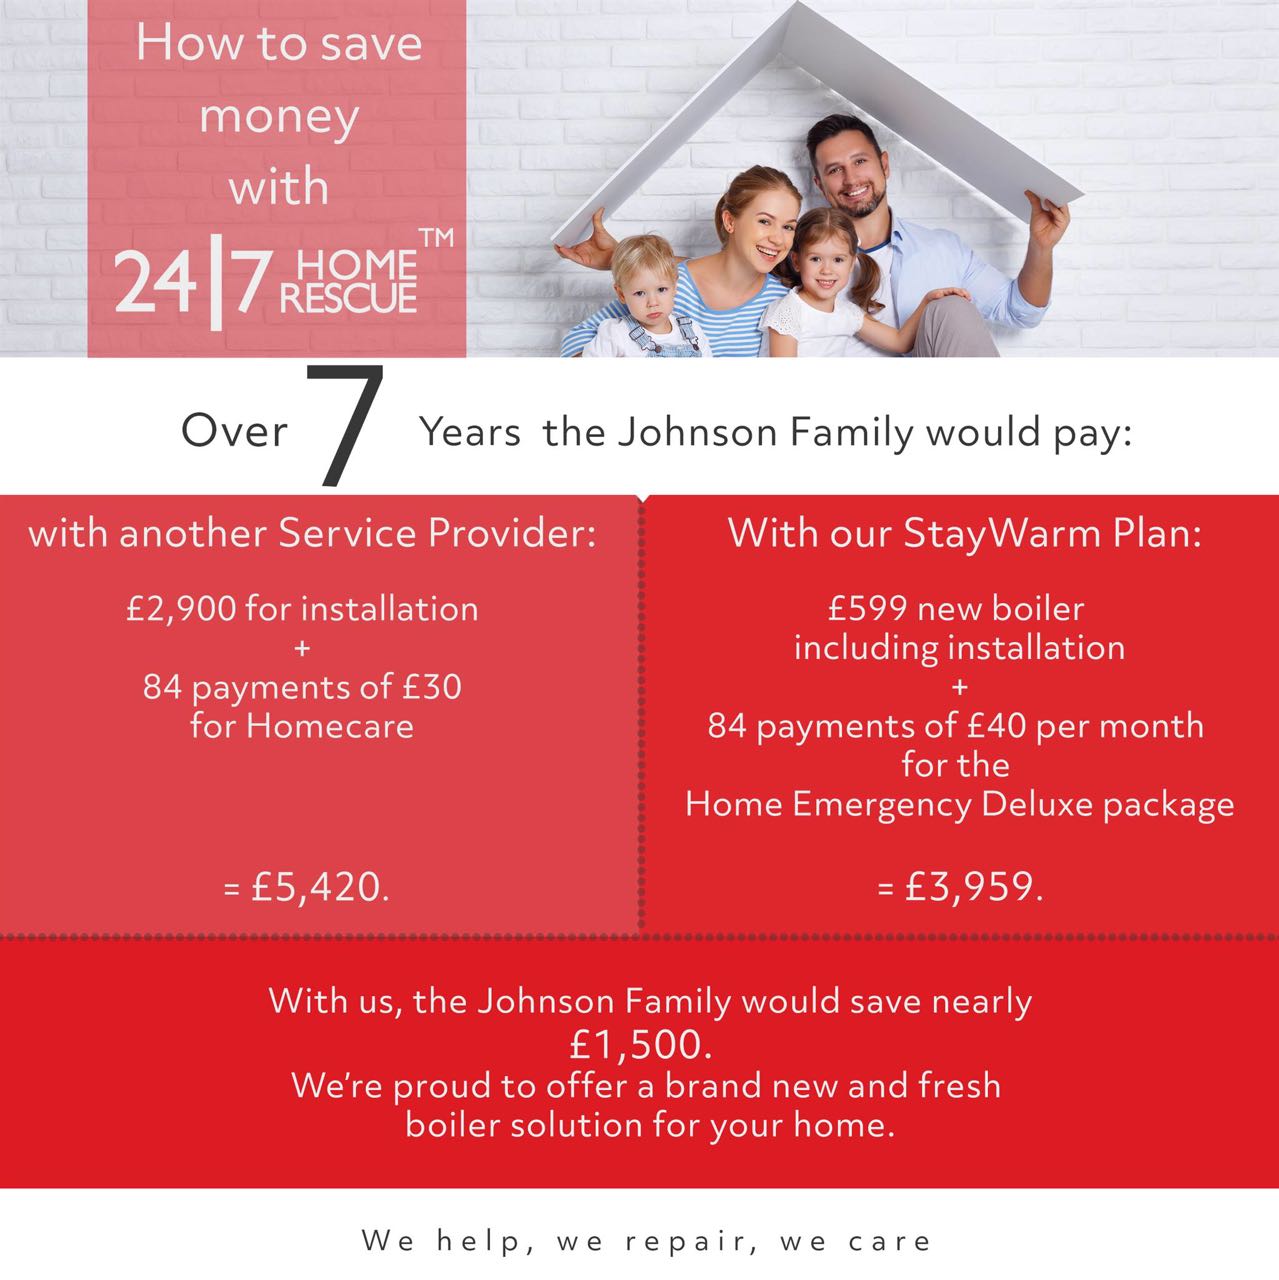 How to save
money
with
24|7 HOME RESCUE™
Over 7 Years the Johnson Family would pay:
with another Service Provider:
£2,900 for installation
+
84 payments of £30
for Homecare
= £5,420.
With our StayWarm Plan:
£599 new boiler
including installation
+
84 payments of £40 per month
for the
Home Emergency Deluxe package
= £3,959.
With us, the Johnson Family would save nearly
£1,500.
We’re proud to offer a brand new and fresh
boiler solution for your home.
We help, we repair, we care